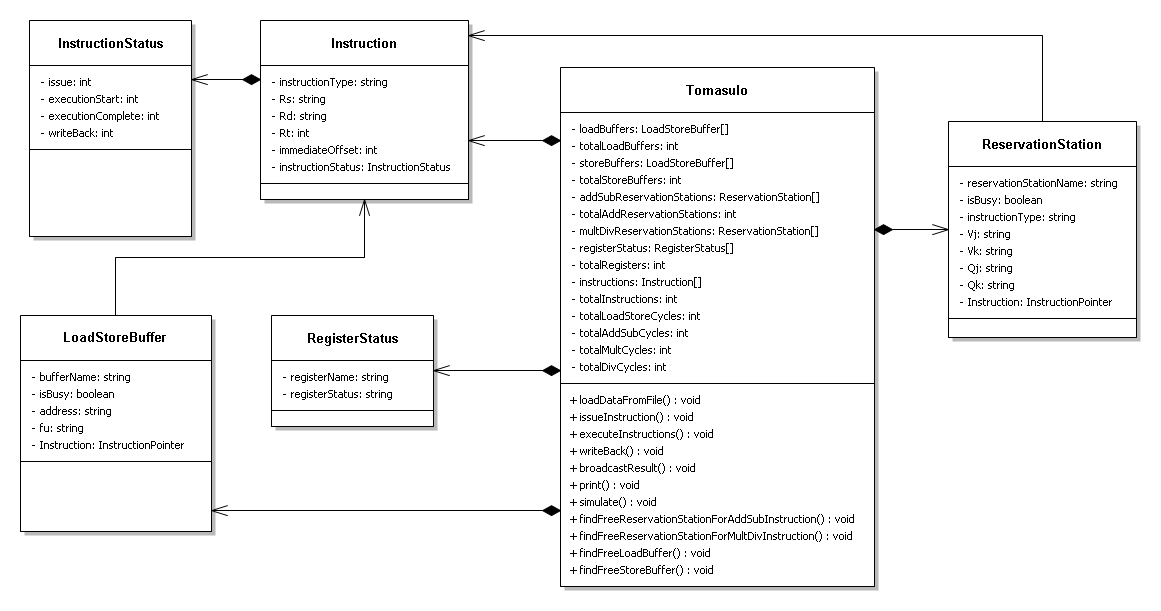 InstructionStatus
- issue: int
- executionStart: int
- executionComplete: int
- writeBack: int
Instruction
- instructionType: string
- Rs: string
- Rd: string
- Rt: int
- immediateOffset: int
- instructionStatus: InstructionStatus
Tomasulo
- loadBuffers: LoadStoreBuffer[]
- totalLoadBuffers: int
- storeBuffers: LoadStoreBuffer[]
- totalStoreBuffers: int
- addSubReservationStations: ReservationStation[]
- totalAddReservationStations: int
- multDivReservationStations: ReservationStation[]
- registerStatus: RegisterStatus[]
- totalRegisters: int
- instructions: Instruction[]
- totalInstructions: int
- totalLoadStoreCycles: int
- totalAddSubCycles: int
- totalMultCycles: int
- totalDivCycles: int
+ loadDataFromFile() : void
+ issueInstruction() : void
+ executeInstructions() : void
+ writeBack() : void
+ broadcastResult() : void
+ print() : void
+ simulate() : void
+ findFreeReservationStationForAddSubInstruction() : void
+ findFreeReservationStationForMultDivInstruction() : void
+ findFreeLoadBuffer() : void
+ findFreeStoreBuffer() : void
ReservationStation
- reservationStationName: string
- isBusy: boolean
- instructionType: string
- Vj: string
- Vk: string
- Qj: string
- Qk: string
- Instruction: InstructionPointer
LoadStoreBuffer
- bufferName: string
- isBusy: boolean
- address: string
- fu: string
- Instruction: InstructionPointer
RegisterStatus
- registerName: string
- registerStatus: string